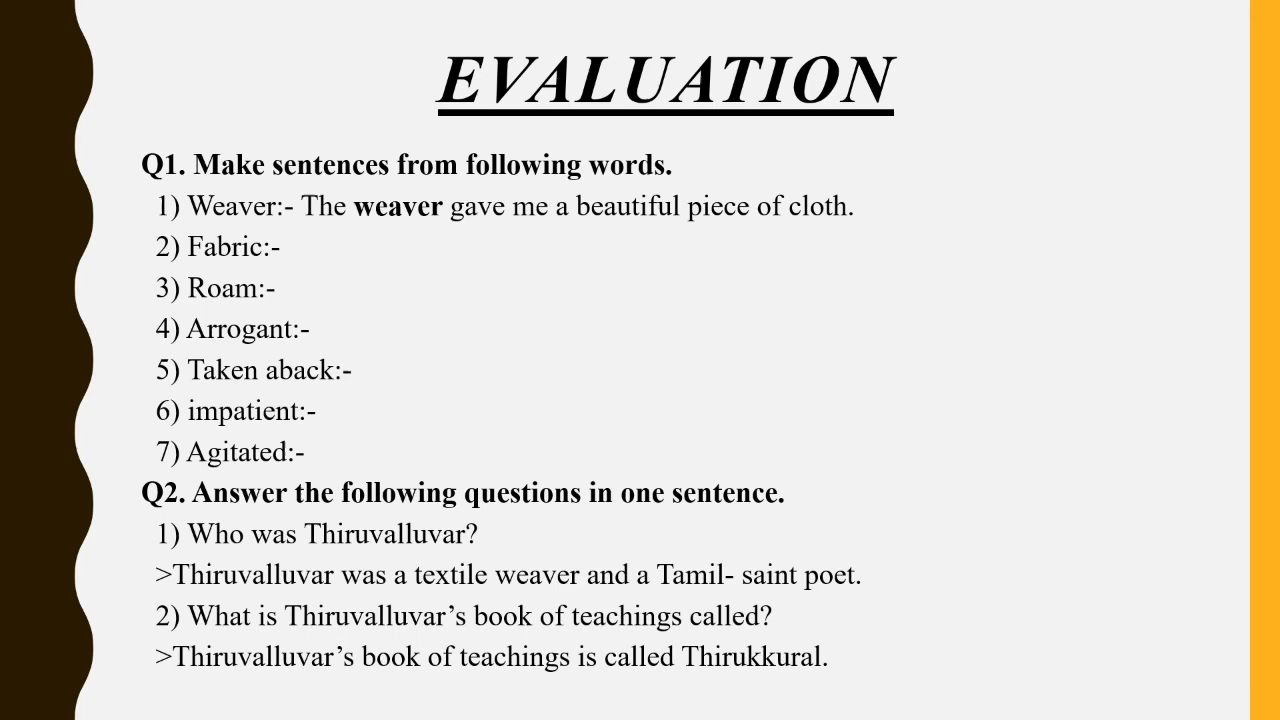 EVALUATION
Q1. Make sentences from following words.
1) Weaver:- The weaver gave me a beautiful piece of cloth.
2) Fabric:-
3) Roam:-
4) Arrogant:-
5) Taken aback:-
6) impatient:-
7) Agitated:-
Q2. Answer the following questions in one sentence.
1) Who was Thiruvalluvar?
>Thiruvalluvar was a textile weaver and a Tamil- saint poet.
2) What is Thiruvalluvar’s book of teachings called?
>Thiruvalluvar’s book of teachings is called Thirukkural.